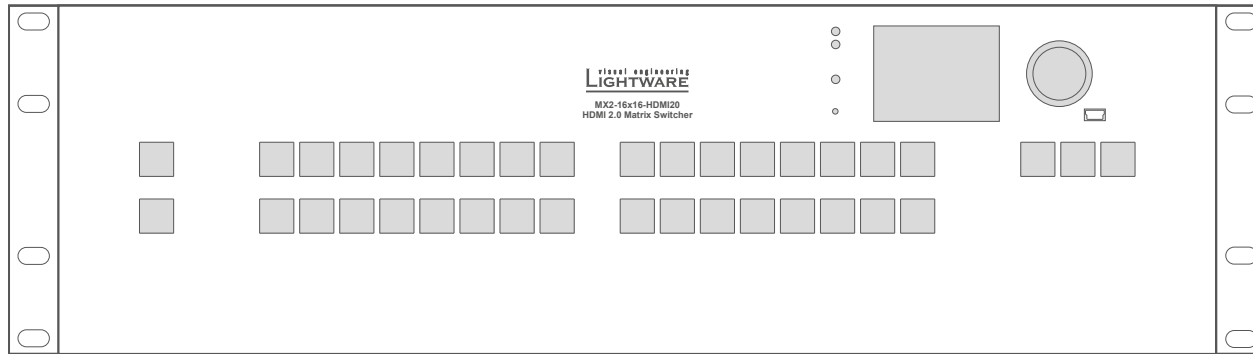 visual engineering
LIGHTWARE
MX2-16x16-HDMI20
HDMI 2.0 Matrix Switcher